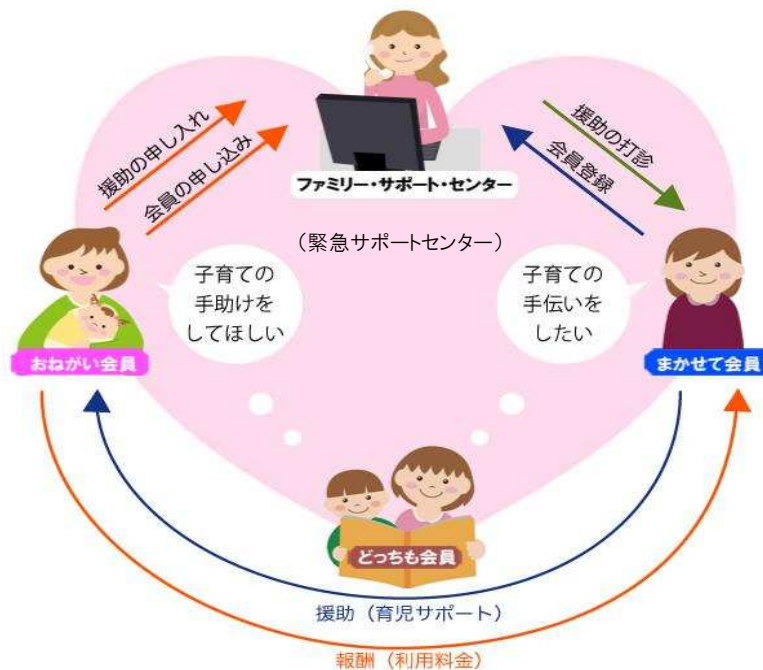 援助の申し入れ
会員の申し込み
援助の打診
会員登録
ファミリー・サポート・センター
（緊急サポートセンター）
子育ての
手助けを
してほしい
子育ての
手伝いを
したい
おねがい会員
まかせて会員
どっちも会員
援助（育児サポート）
報酬（利用料金）